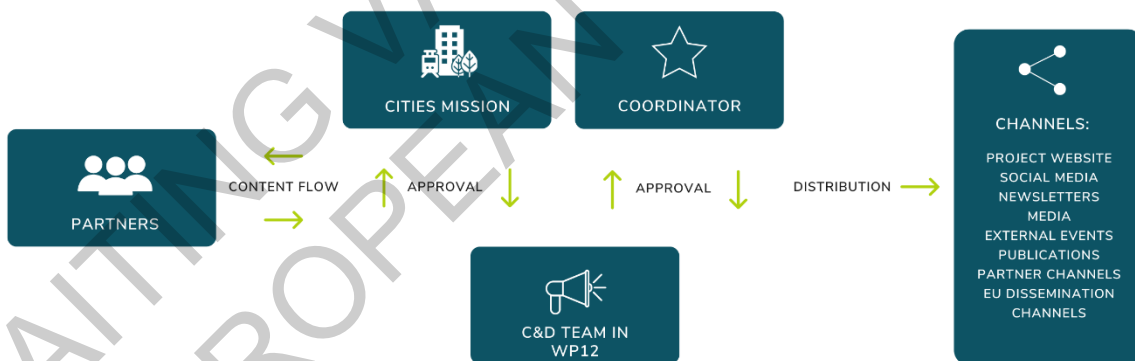 CITIES MISSION
COORDINATOR
PARTNERS
CONTENT FLOW
APPROVAL
APPROVAL
DISTRIBUTION
C&D TEAM IN
WP12
CHANNELS:
PROJECT WEBSITE
SOCIAL MEDIA
NEWSLETTERS
MEDIA
EXTERNAL EVENTS
PUBLICATIONS
PARTNER CHANNELS
EU DISSEMINATION
CHANNELS